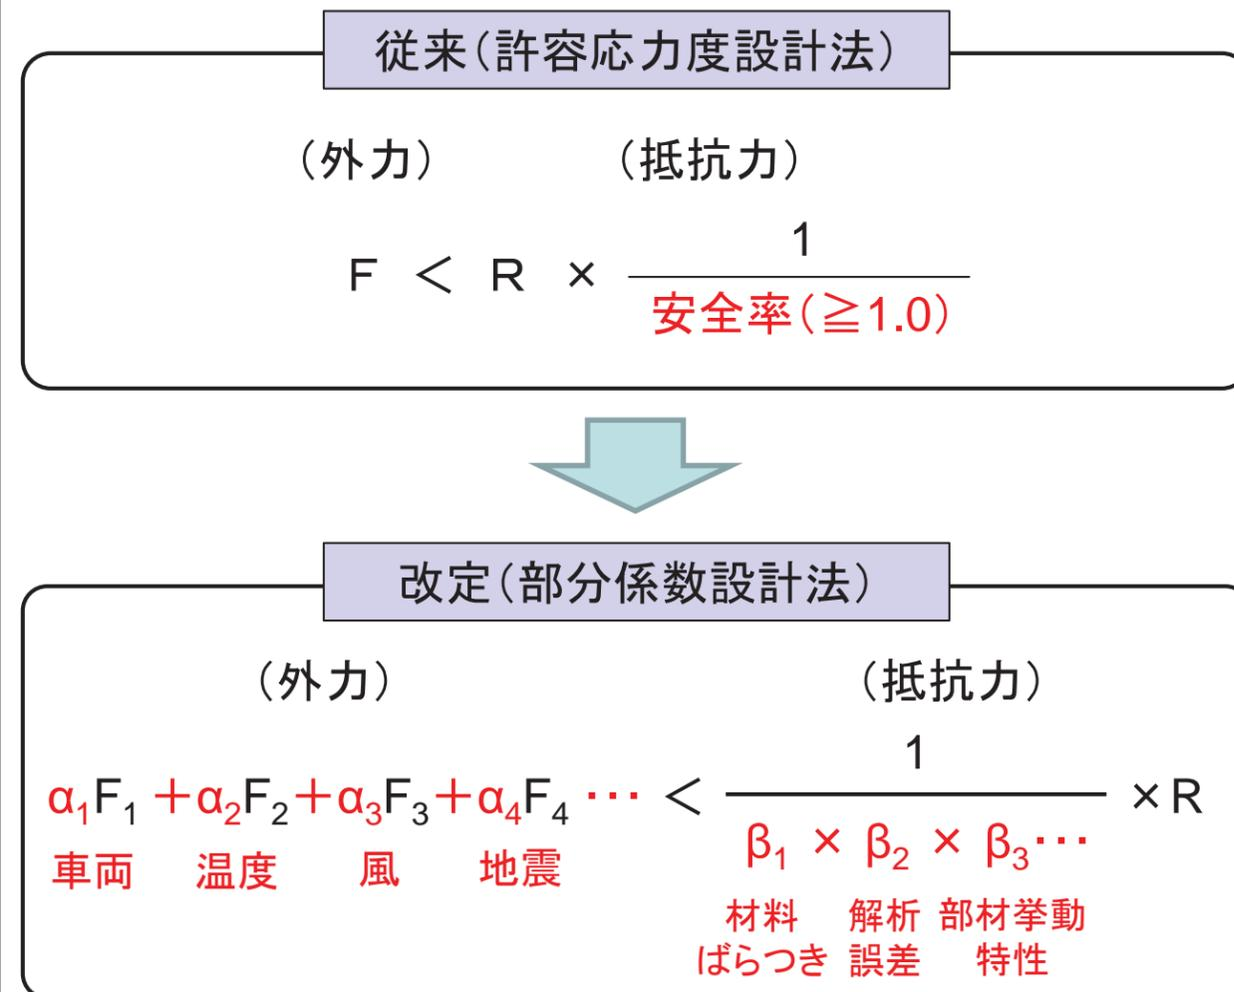 従来(許容応力度設計法)
(外力) (抵抗力)
1
F < R ×
安全率(≧1.0)
改定(部分係数設計法)
(外力) (抵抗力)
1
α₁F₁ +α₂F₂+α₃F₃+α₄F₄ ··· < ×R
β₁ × β₂ × β₃···
車両 温度 風 地震
材料 解析 部材挙動
ばらつき 誤差 特性